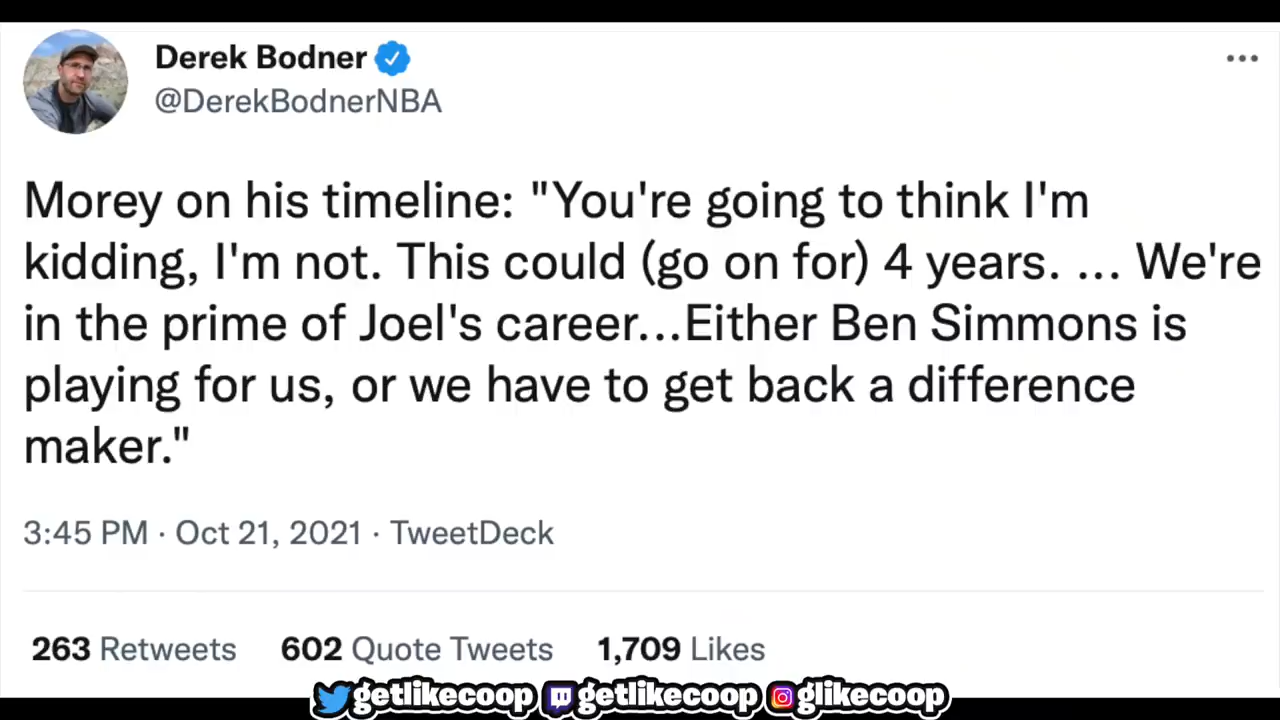 Derek Bodner
@DerekBodnerNBA
Morey on his timeline: "You're going to think I'm
kidding, I'm not. This could (go on for) 4 years. ... We're
in the prime of Joel's career...Either Ben Simmons is
playing for us, or we have to get back a difference
maker."
3:45 PM · Oct 21, 2021 · TweetDeck
263 Retweets 602 Quote Tweets 1,709 Likes
getlikecoop getlikecoop glikecoop